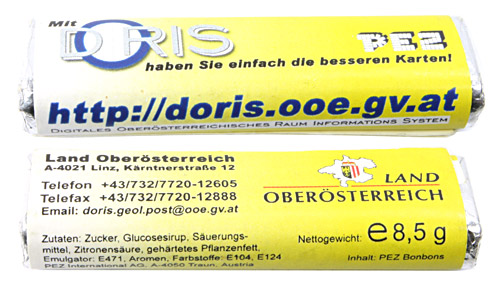 Mit
DORIS
PEZ
haben Sie einfach die besseren Karten!
http://doris.ooe.gv.at
Digitales Oberösterreichisches Raum Informations System
Land Oberösterreich
A-4021 Linz, Kärntnerstraße 12
Telefon +43/732/7720-12605
Telefax +43/732/7720-12888
Email: doris.geol.post@ooe.gv.at
LAND
OBERÖSTERREICH
Zutaten: Zucker, Glucosesirup, Säuerungs-
mittel, Zitronensäure, gehärtetes Pflanzenfett,
Emulgator: E471, Aromen, Farbstoffe: E104, E124
PEZ International AG, A-4050 Traun, Austria
Nettogewicht: ℮8,5 g
Inhalt: PEZ Bonbons